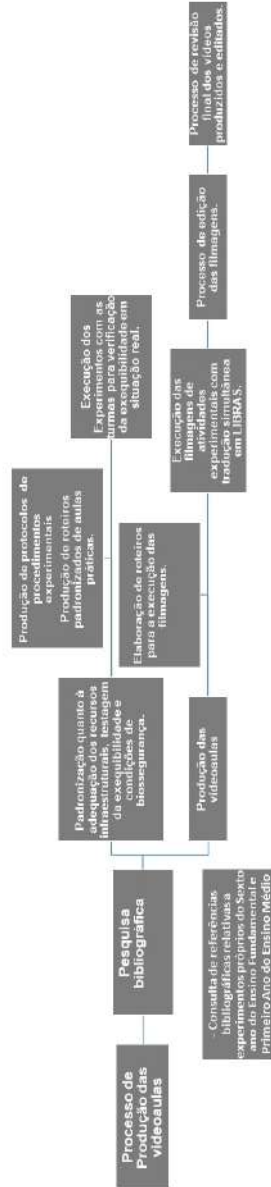 Processo de
Produção das
videoaulas
Pesquisa
bibliográfica
- Consulta de referências
bibliográficas relativas a
experimentos próprios do Sexto
ano do Ensino Fundamental e
Primeiro Ano do Ensino Médio
Padronização quanto à
adequação dos recursos
infraestruturais, testagem
da exequibilidade e
condições de
biossegurança.
Produção de protocolos de
procedimentos
experimentais
Produção de roteiros
padronizados de aulas
práticas.
Execução dos
Experimentos com as
turmas para verificação
da exequibilidade em
situação real.
Produção das
videoaulas
Elaboração de roteiros
para a execução das
filmagens.
Execução das
filmagens de
atividades
experimentais com
tradução simultânea
em LIBRAS.
Processo de edição
das filmagens.
Processo de revisão
final dos vídeos
produzidos e editados.